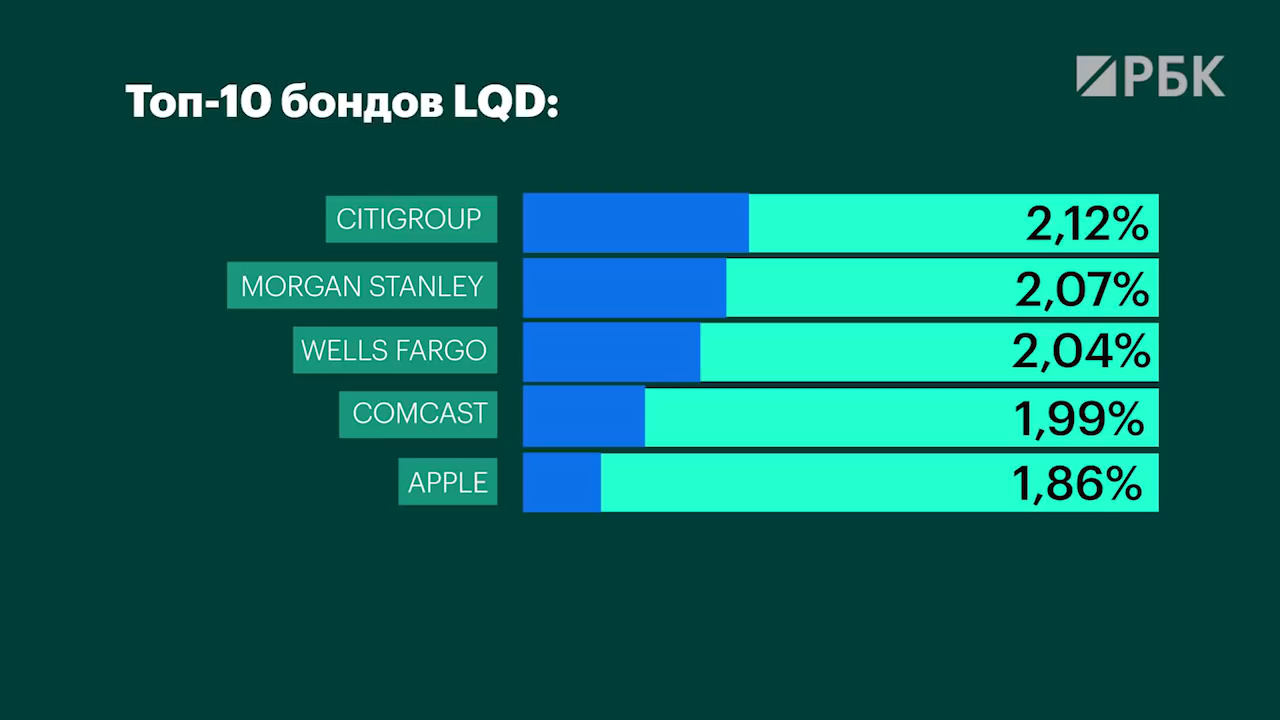 РБК
Топ-10 бондов LQD:
CITIGROUP 2,12%
MORGAN STANLEY 2,07%
WELLS FARGO 2,04%
COMCAST 1,99%
APPLE 1,86%